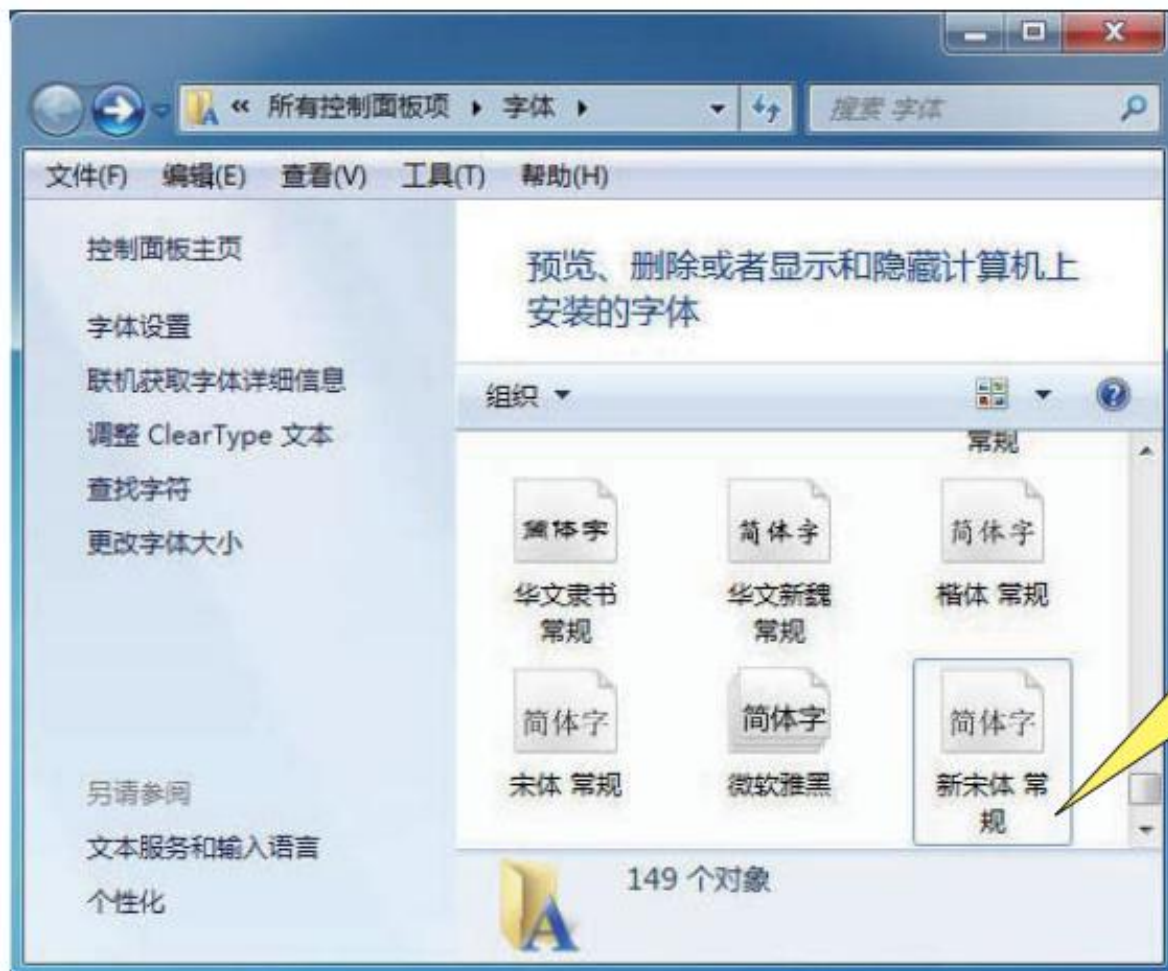 « 所有控制面板项 ▸ 字体 ▸
搜索 字体
文件(F) 编辑(E) 查看(V) 工具(T) 帮助(H)
控制面板主页
字体设置
联机获取字体详细信息
调整 ClearType 文本
查找字符
更改字体大小
另请参阅
文本服务和输入语言
个性化
预览、删除或者显示和隐藏计算机上
安装的字体
组织
常规
简体字 简体字 简体字
华文隶书 华文新魏 楷体 常规
常规 常规
简体字 简体字 简体字
宋体 常规 微软雅黑 新宋体 常
规
149 个对象